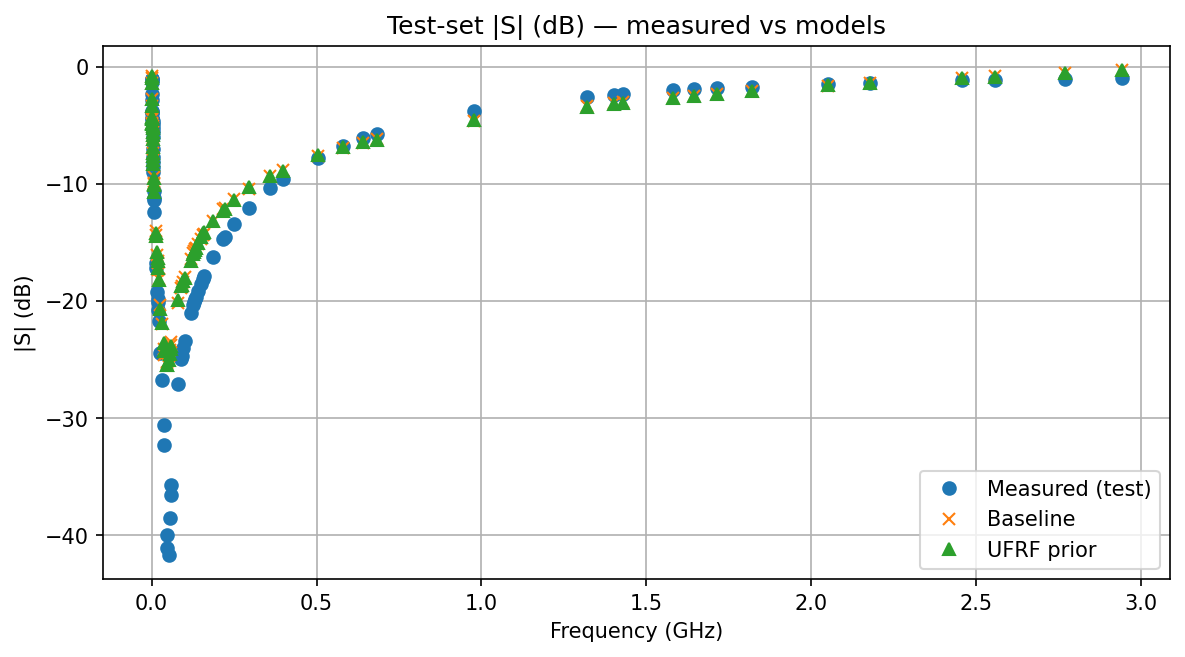 Test-set |S| (dB) — measured vs models
0
−10
−20
−30
−40
|S| (dB)
0.0 0.5 1.0 1.5 2.0 2.5 3.0
Frequency (GHz)
Measured (test)
Baseline
UFRF prior